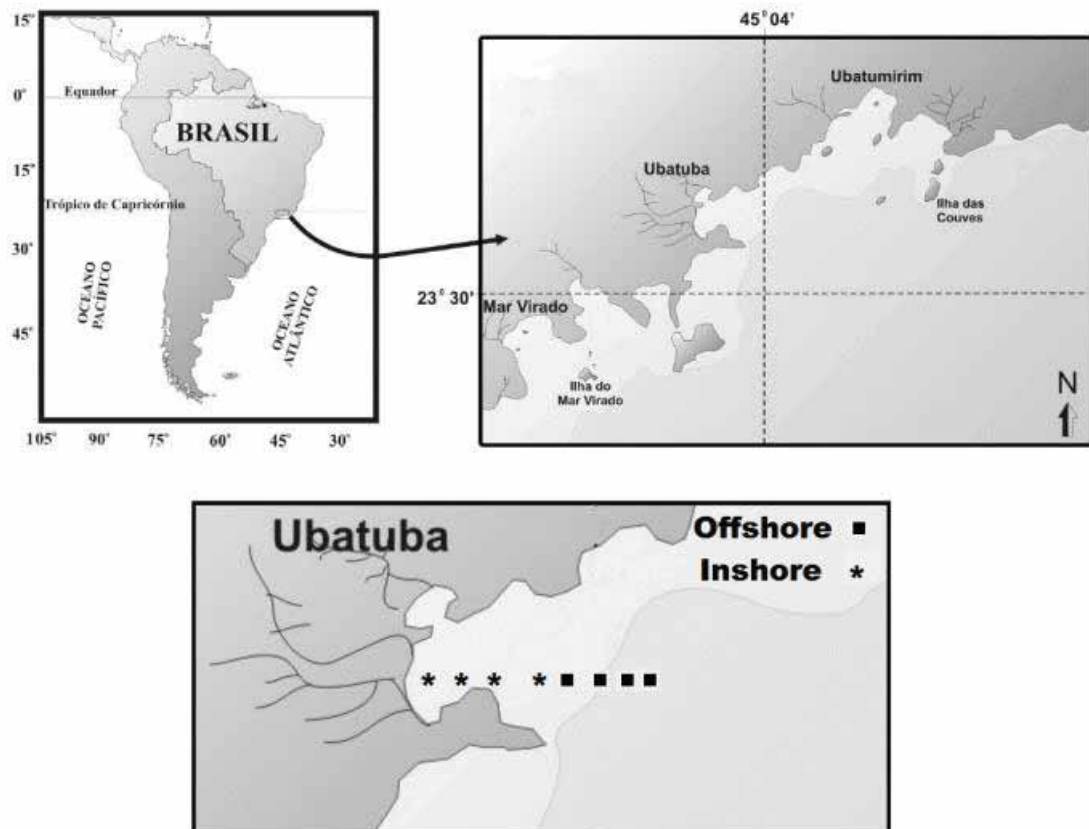 15°
Equador
0°
BRASIL
15°
Trópico de Capricórnio
30°
OCEANO
PACÍFICO
OCEANO
ATLÂNTICO
45°
105° 90° 75° 60° 45° 30°
45° 04'
Ubatumirim
Ubatuba
Ilha das
Couves
23° 30'
Mar Virado
Ilha do
Mar Virado
N
Ubatuba
Offshore ■
Inshore *